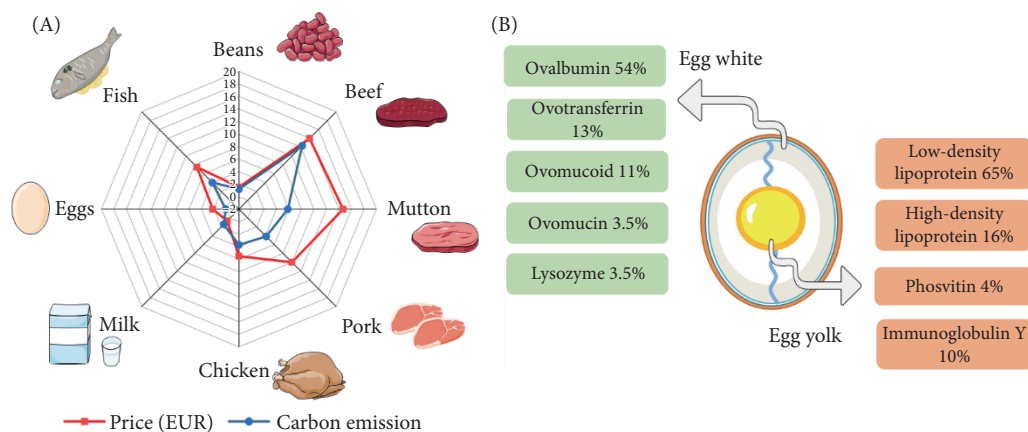 (A)
Beans
Beef
Mutton
Pork
Chicken
Milk
Eggs
Fish
20
18
16
14
12
10
8
6
4
2
0
-2
Price (EUR)
Carbon emission
(B)
Egg white
Ovalbumin 54%
Ovotransferrin
13%
Ovomucoid 11%
Ovomucin 3.5%
Lysozyme 3.5%
Low-density
lipoprotein 65%
High-density
lipoprotein 16%
Phosvitin 4%
Immunoglobulin Y
10%
Egg yolk